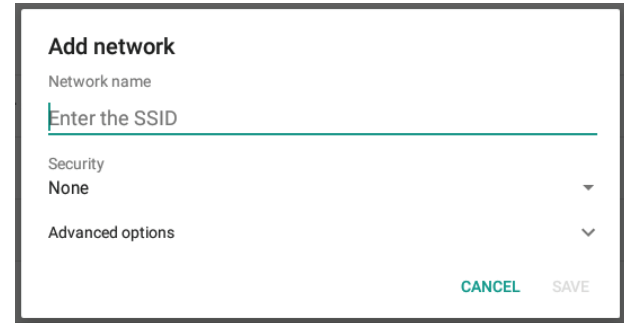 Add network
Network name
Enter the SSID
Security
None
Advanced options
CANCEL SAVE